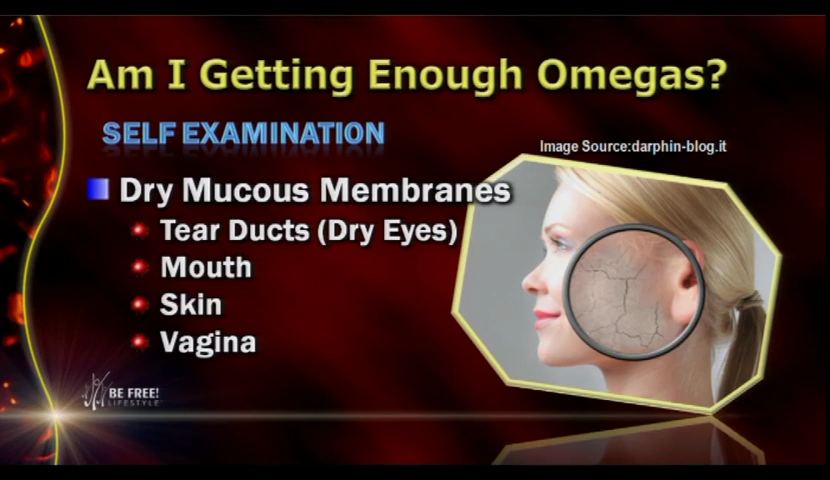 Am I Getting Enough Omegas?
SELF EXAMINATION
Image Source:darphin-blog.it
Dry Mucous Membranes
Tear Ducts (Dry Eyes)
Mouth
Skin
Vagina
BE FREE!
LIFESTYLE